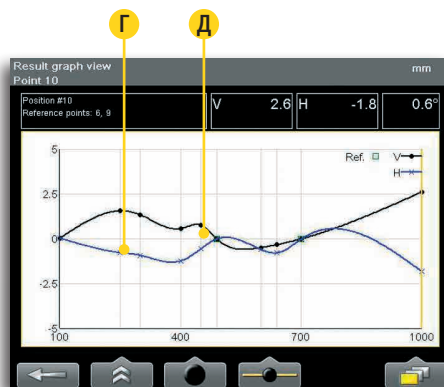 Г Д
Result graph view mm
Point 10
Position #10
Reference points: 6, 9
V 2.6 H -1.8 0.6°
Ref. V
H
5
2.5
0
-2.5
-5
100 400 700 1000